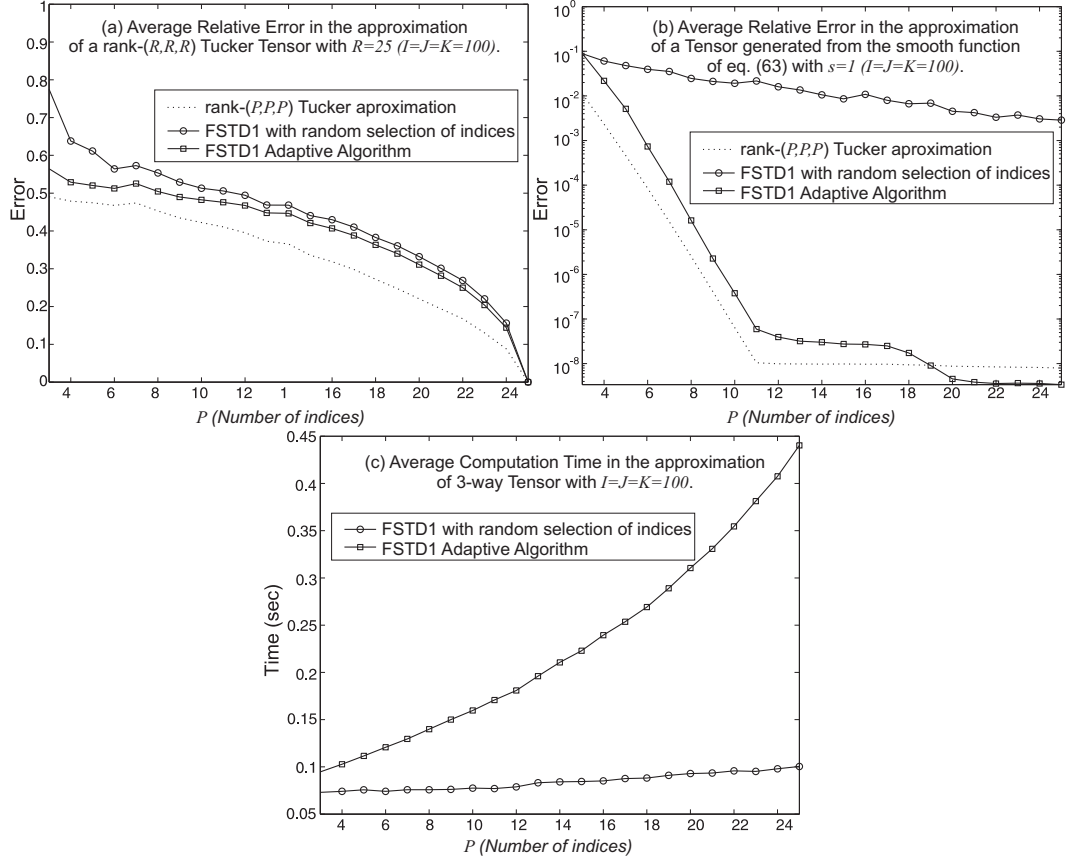 (a) Average Relative Error in the approximation
of a rank-(R,R,R) Tucker Tensor with R=25 (I=J=K=100).
rank-(P,P,P) Tucker aproximation
FSTD1 with random selection of indices
FSTD1 Adaptive Algorithm
Error
1
0.9
0.8
0.7
0.6
0.5
0.4
0.3
0.2
0.1
0
4 6 8 10 11 12 1 16 18 20 22 24
P (Number of indices)
(b) Average Relative Error in the approximation
of a Tensor generated from the smooth function
of eq. (63) with s=1 (I=J=K=100).
rank-(P,P,P) Tucker aproximation
FSTD1 with random selection of indices
FSTD1 Adaptive Algorithm
Error
10^0
10^-1
10^-2
10^-3
10^-4
10^-5
10^-6
10^-7
10^-8
4 6 8 10 12 14 16 18 20 22 24
P (Number of indices)
(c) Average Computation Time in the approximation
of 3-way Tensor with I=J=K=100.
FSTD1 with random selection of indices
FSTD1 Adaptive Algorithm
Time (sec)
0.45
0.4
0.35
0.3
0.25
0.2
0.15
0.1
0.05
4 6 8 10 12 14 16 18 20 22 24
P (Number of indices)